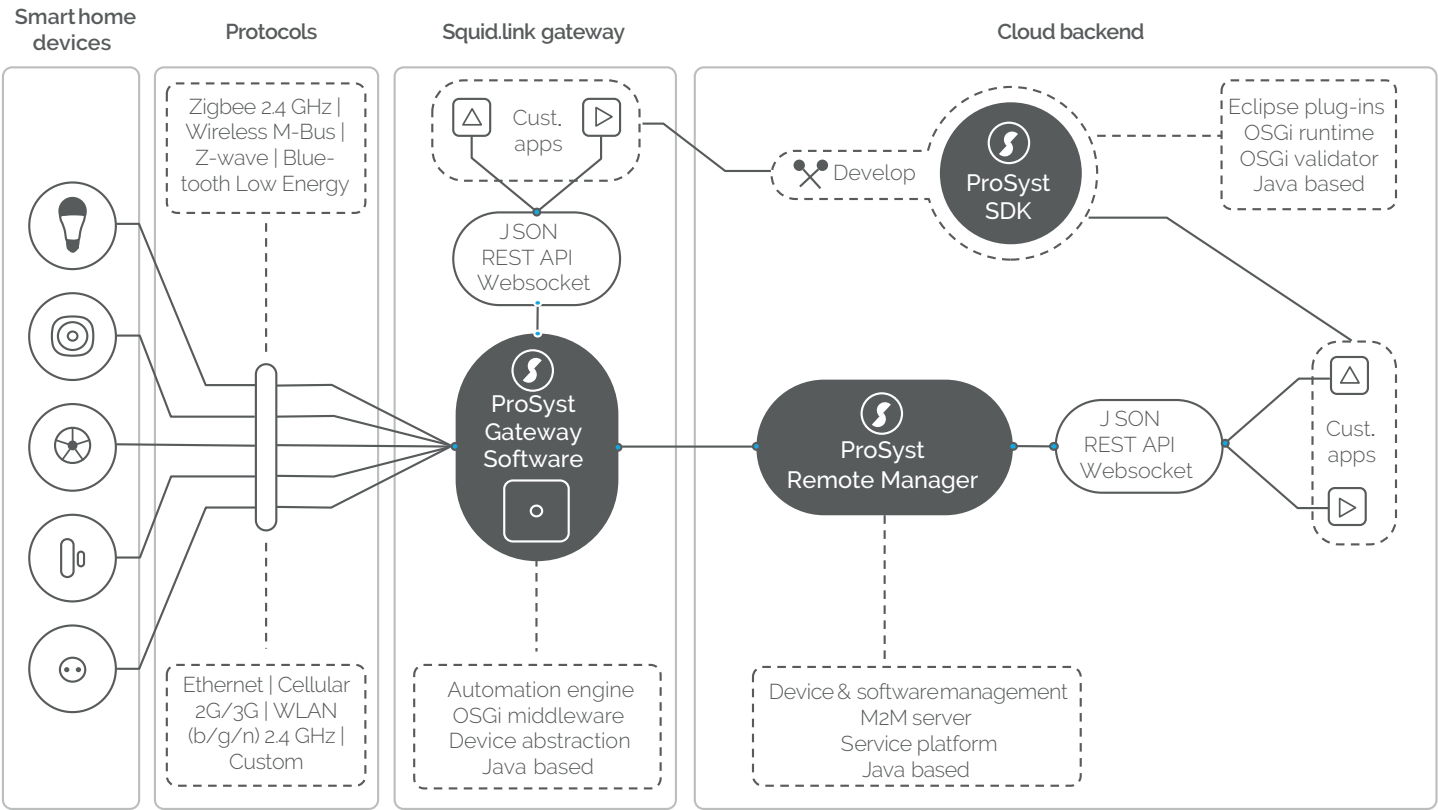 Smart home
devices
Protocols
Squid.link gateway
Cloud backend
Zigbee 2.4 GHz |
Wireless M-Bus |
Z-wave | Blue-
tooth Low Energy
Cust.
apps
JSON
REST API
Websocket
ProSyst
Gateway
Software
Ethernet | Cellular
2G/3G | WLAN
(b/g/n) 2.4 GHz |
Custom
Automation engine
OSGi middleware
Device abstraction
Java based
Develop
ProSyst
SDK
Eclipse plug-ins
OSGi runtime
OSGi validator
Java based
ProSyst
Remote Manager
JSON
REST API
Websocket
Cust.
apps
Device & software management
M2M server
Service platform
Java based